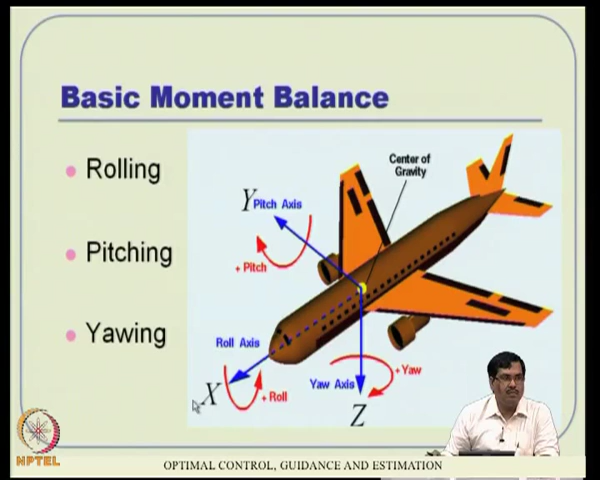 Basic Moment Balance
Rolling
Pitching
Yawing
Center of
Gravity
Y
Pitch Axis
+ Pitch
Roll Axis
X
+ Roll
Yaw Axis
+ Yaw
Z
NPTEL
OPTIMAL CONTROL, GUIDANCE AND ESTIMATION